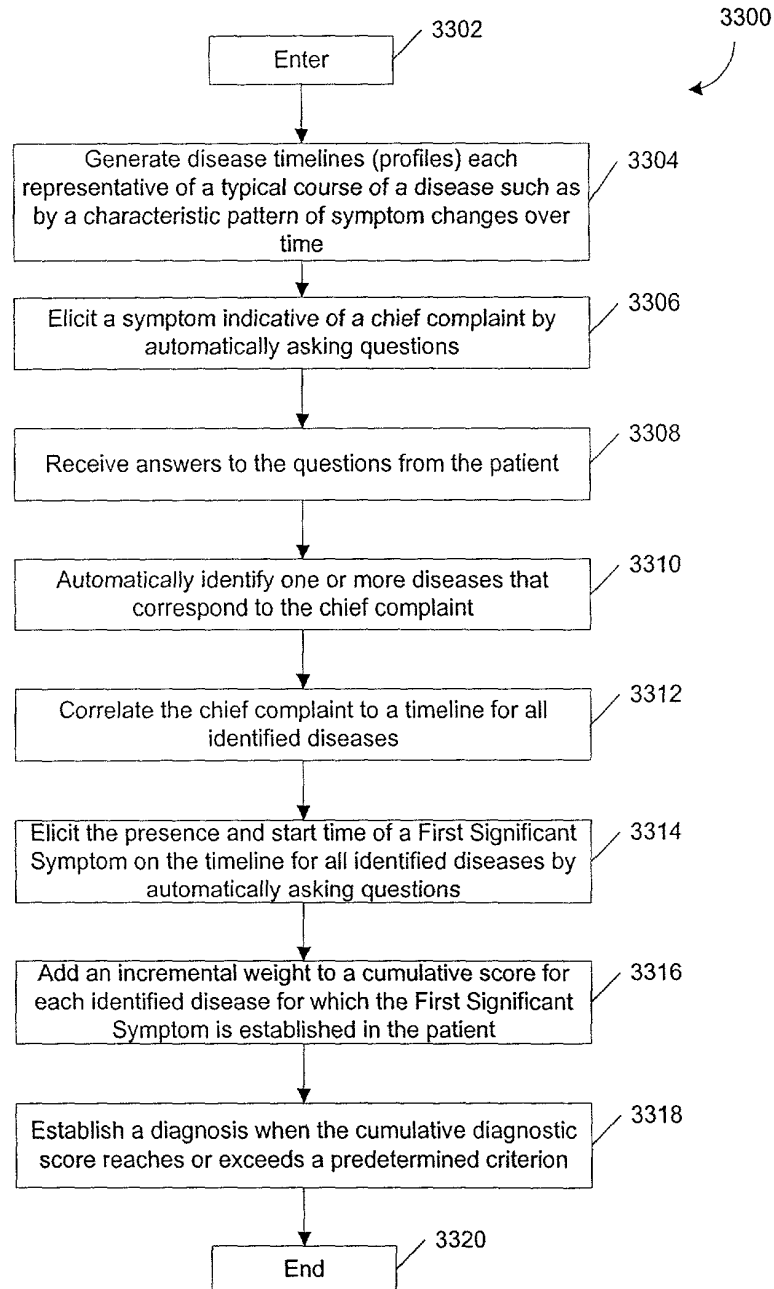 3300
3302
Enter
3304
Generate disease timelines (profiles) each
representative of a typical course of a disease such as
by a characteristic pattern of symptom changes over
time
3306
Elicit a symptom indicative of a chief complaint by
automatically asking questions
3308
Receive answers to the questions from the patient
3310
Automatically identify one or more diseases that
correspond to the chief complaint
3312
Correlate the chief complaint to a timeline for all
identified diseases
3314
Elicit the presence and start time of a First Significant
Symptom on the timeline for all identified diseases by
automatically asking questions
3316
Add an incremental weight to a cumulative score for
each identified disease for which the First Significant
Symptom is established in the patient
3318
Establish a diagnosis when the cumulative diagnostic
score reaches or exceeds a predetermined criterion
3320
End